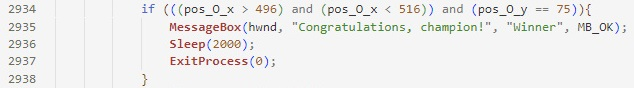 2934 if (((pos_O_x > 496) and (pos_O_x < 516)) and (pos_O_y == 75)){
2935 MessageBox(hwnd, "Congratulations, champion!", "Winner", MB_OK);
2936 Sleep(2000);
2937 ExitProcess(0);
2938 }